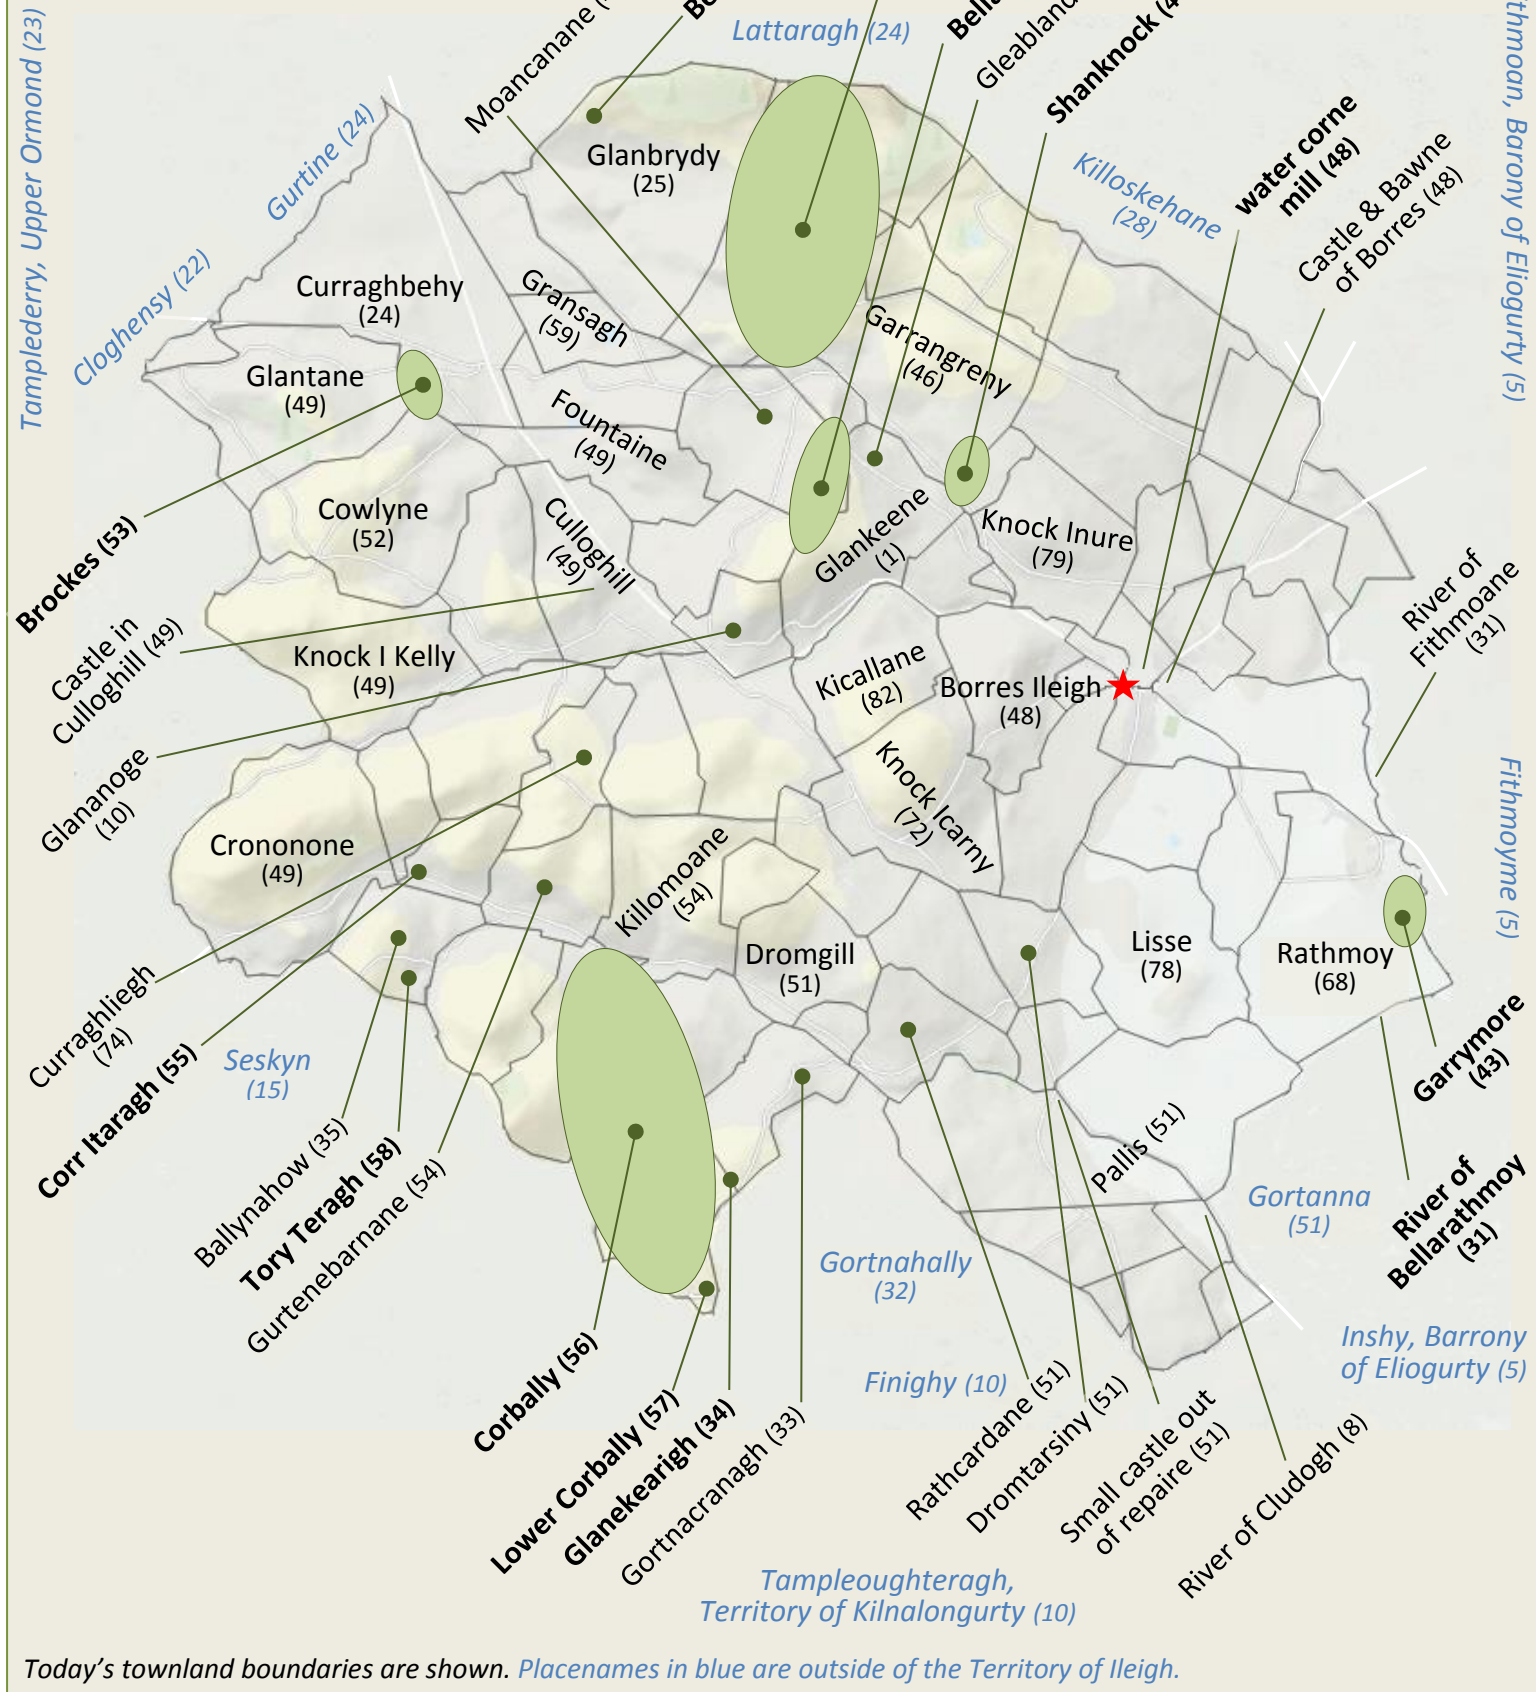 Tamplederry, Upper Ormond (23)
Lattaragh (24)
Moancanane
Gleabland
Shanknock
Gurtine (24)
Glanbrydy
(25)
Killoskehane
(28)
water corne
mill (48)
Castle & Bawne
of Borres (48)
Barony of Eliogurty (5)
Cloghensy (22)
Curraghbehy
(24)
Gransagh
(59)
Garrangreny
(46)
Glantane
(49)
Fountaine
(49)
Brockes (53)
Cowlyne
(52)
Culloghill
(49)
Glankeene
(1)
Knock Inure
(79)
River of
Fithmoane
(31)
Castle in
Culloghill (49)
Knock I Kelly
(49)
Kicallane
(82)
Borres Ileigh
(48)
Glananoge
(10)
Knock Icarny
(72)
Fithmoyme (5)
Crononone
(49)
Killomoane
(54)
Dromgill
(51)
Lisse
(78)
Rathmoy
(68)
Curraghliegh
(74)
Corr Itaragh (55)
Seskyn
(15)
Garrymore
(43)
Ballynahow (35)
Tory Teragh (58)
Gurtenebarnane (54)
Pallis (51)
Gortanna
(51)
River of
Bellarathmoy
(31)
Gortnahally
(32)
Corbally (56)
Lower Corbally (57)
Glanekearigh (34)
Gortnacranagh (33)
Finighy (10)
Inshy, Barrony
of Eliogurty (5)
Rathcardane (51)
Dromtarsiny (51)
Small castle out
of repaire (51)
River of Cludogh (8)
Tampleoughteragh,
Territory of Kilnalongurty (10)
Today's townland boundaries are shown. Placenames in blue are outside of the Territory of Ileigh.